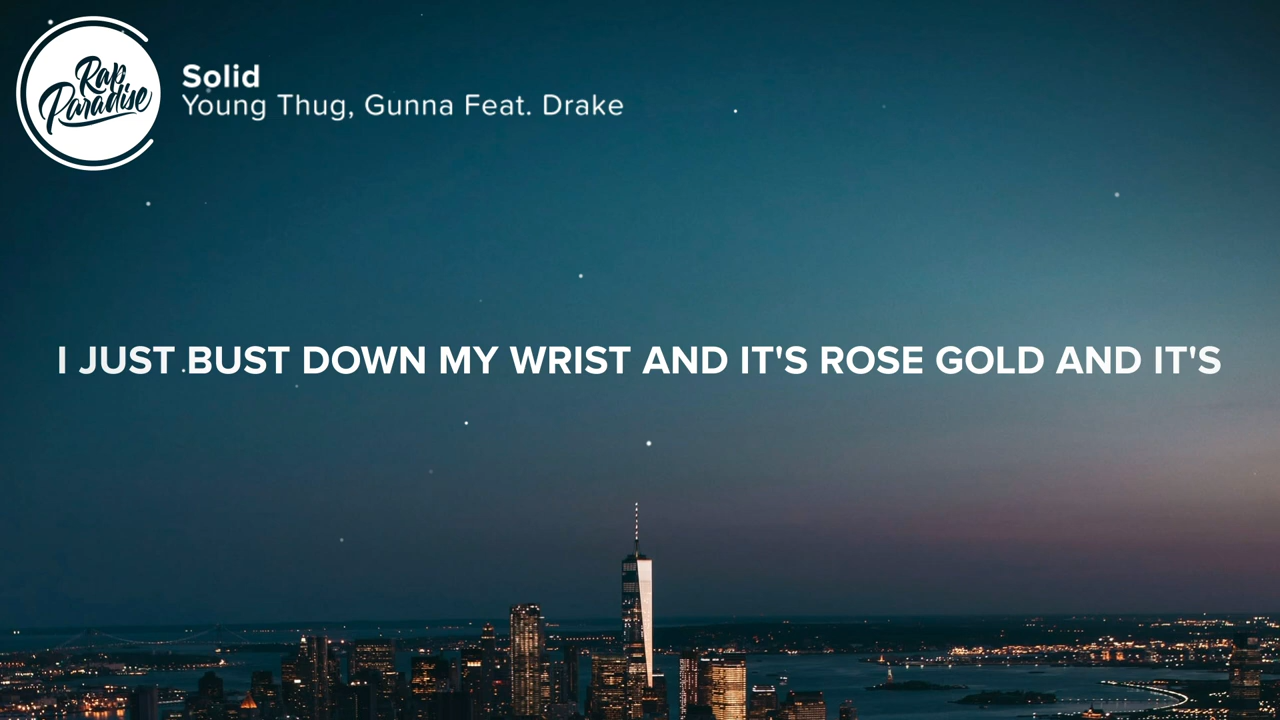 Rap
Paradise
Solid
Young Thug, Gunna Feat. Drake
I JUST BUST DOWN MY WRIST AND IT'S ROSE GOLD AND IT'S